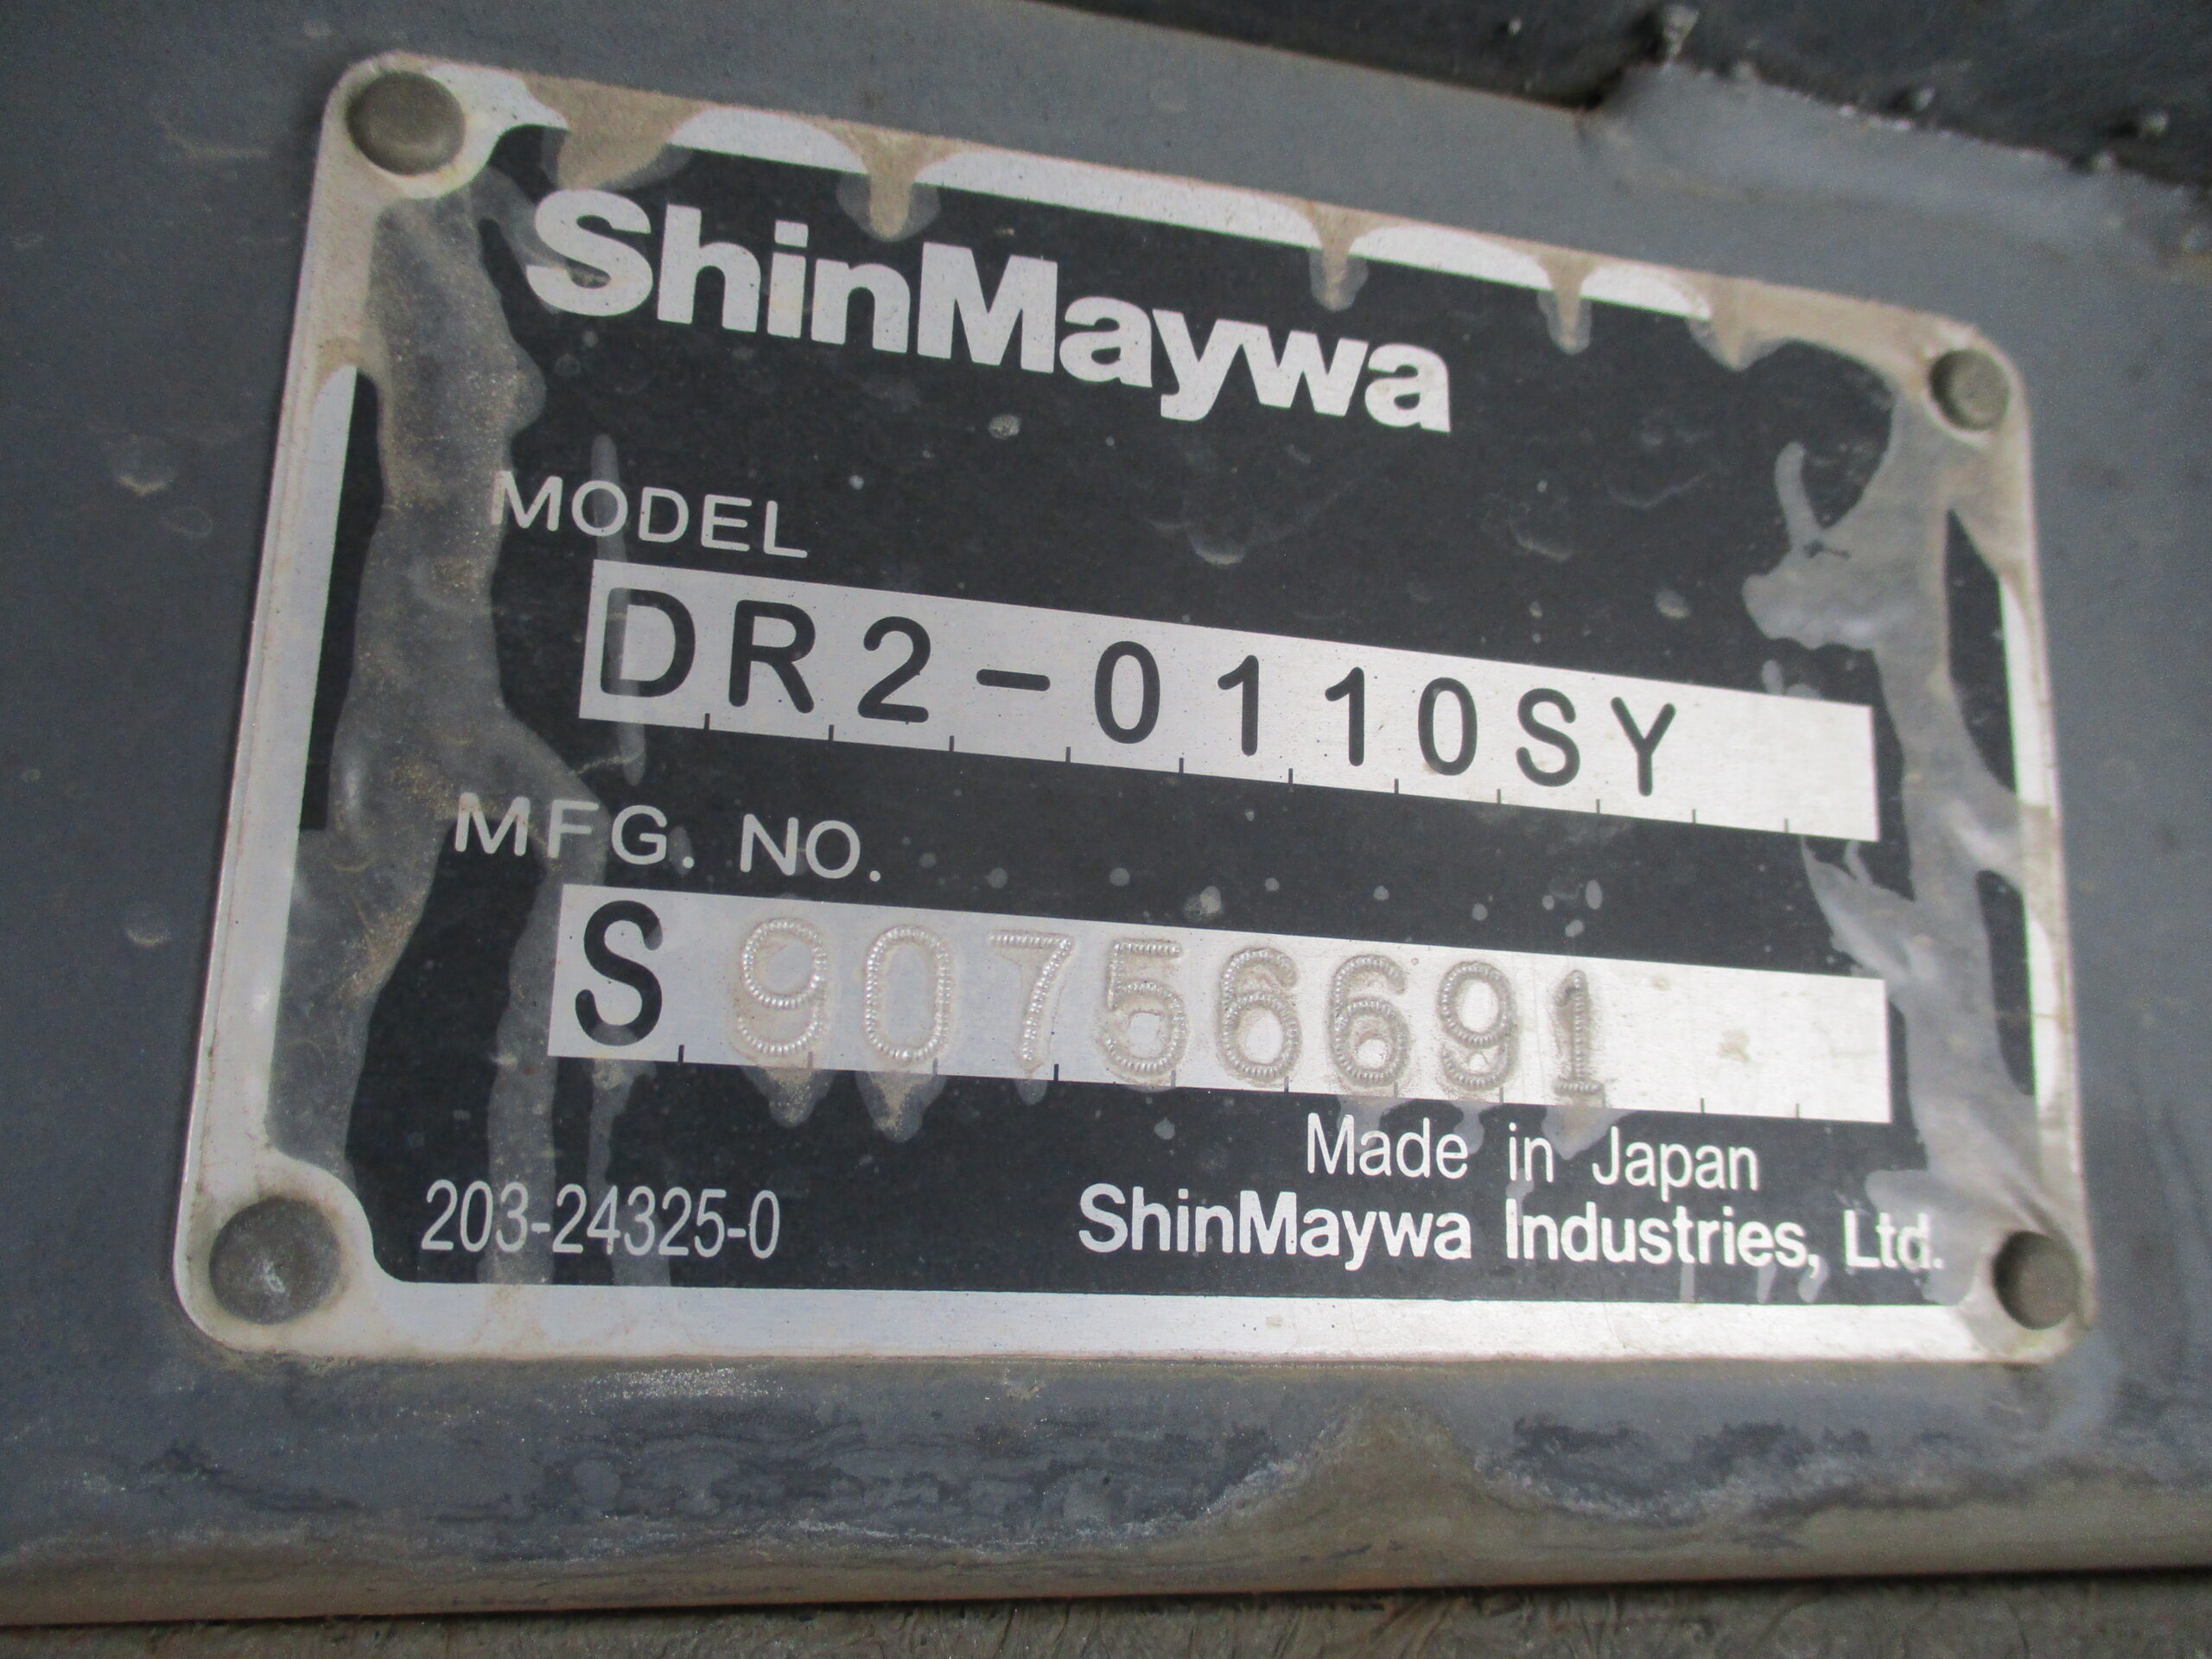 ShinMaywa
MODEL
DR2-0110SY
MFG. NO.
S 90756691
Made in Japan
203-24325-0 ShinMaywa Industries, Ltd.